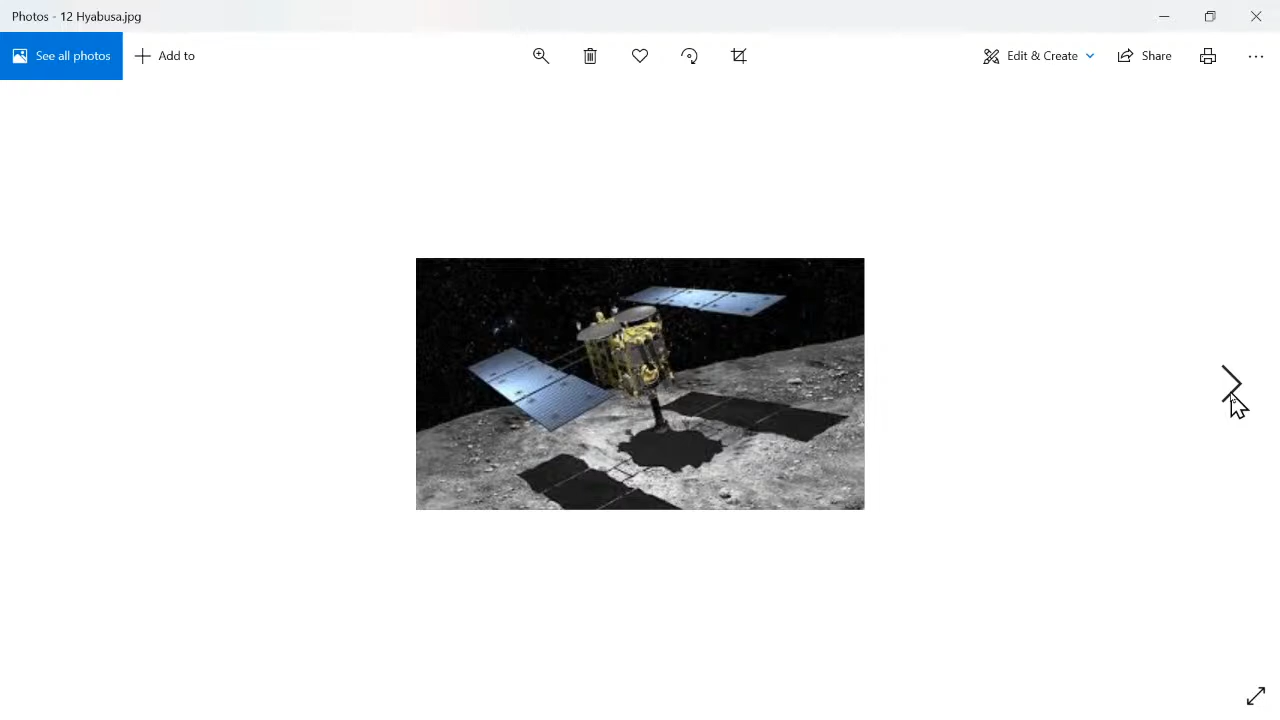 Photos - 12 Hyabusa.jpg
See all photos
Add to
Edit & Create
Share